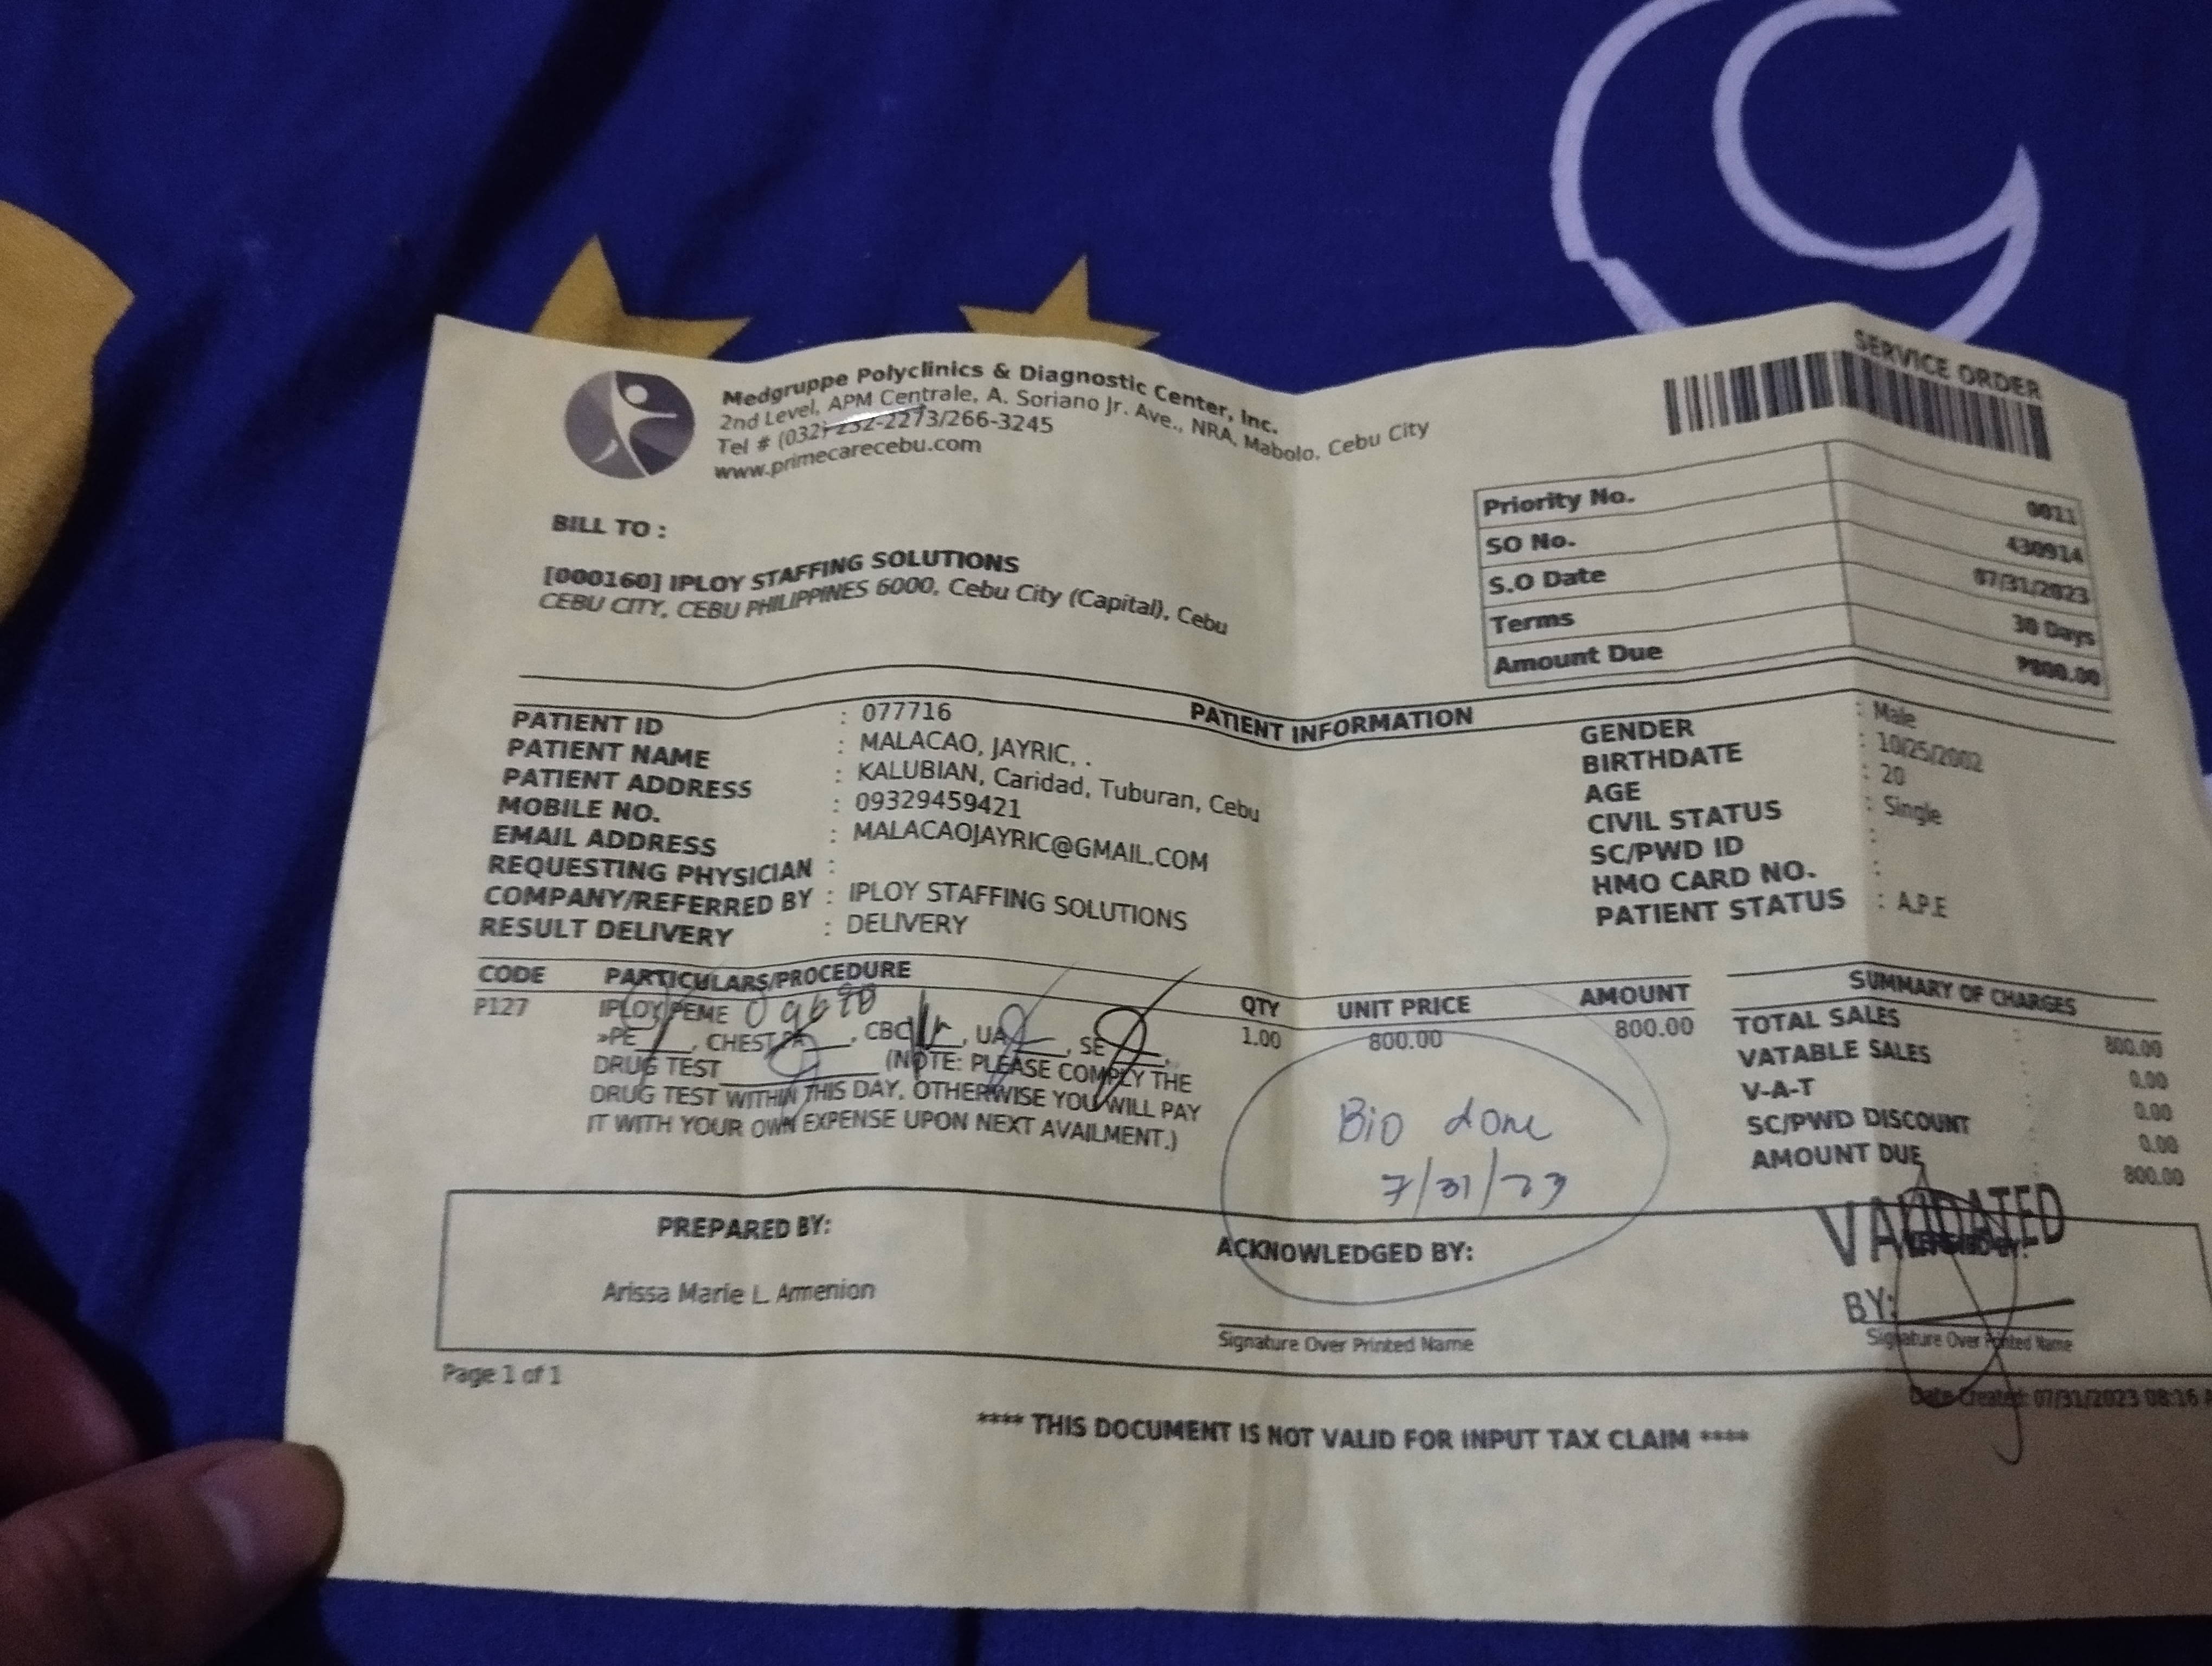 SERVICE ORDER
Medgruppe Polyclinics & Diagnostic Center, Inc.
2nd Level, APM Centrale, A. Soriano Jr. Ave., NRA, Mabolo, Cebu City
Tel # (032) 232-2273/266-3245
www.primecarecebu.com
Priority No. 0011
SO No. 430914
S.O Date 07/31/2023
Terms 30 Days
Amount Due ₱800.00
BILL TO :
[000160] IPLOY STAFFING SOLUTIONS
CEBU CITY, CEBU PHILIPPINES 6000, Cebu City (Capital), Cebu
PATIENT INFORMATION
PATIENT ID : 077716
PATIENT NAME : MALACAO, JAYRIC, .
PATIENT ADDRESS : KALUBIAN, Caridad, Tuburan, Cebu
MOBILE NO. : 09329459421
EMAIL ADDRESS : MALACAOJAYRIC@GMAIL.COM
REQUESTING PHYSICIAN :
COMPANY/REFERRED BY : IPLOY STAFFING SOLUTIONS
RESULT DELIVERY : DELIVERY
GENDER : Male
BIRTHDATE : 10/25/2002
AGE : 20
CIVIL STATUS : Single
SC/PWD ID :
HMO CARD NO. :
PATIENT STATUS : A.P.E
CODE PARTICULARS/PROCEDURE QTY UNIT PRICE AMOUNT
P127 IPLOY PEME 1.00 800.00 800.00
»PE___, CHEST PA___, CBC___, UA___, SE___,
DRUG TEST__________ (NOTE: PLEASE COMPLY THE
DRUG TEST WITHIN THIS DAY, OTHERWISE YOU WILL PAY
IT WITH YOUR OWN EXPENSE UPON NEXT AVAILMENT.)
SUMMARY OF CHARGES
TOTAL SALES : 800.00
VATABLE SALES : 0.00
V-A-T : 0.00
SC/PWD DISCOUNT : 0.00
AMOUNT DUE : 800.00
Bio done
7/31/23
PREPARED BY:
Arissa Marie L. Armenion
ACKNOWLEDGED BY:
Signature Over Printed Name
VALIDATED
BY:
Signature Over Printed Name
Page 1 of 1
Date Created: 07/31/2023 08:16
**** THIS DOCUMENT IS NOT VALID FOR INPUT TAX CLAIM ****